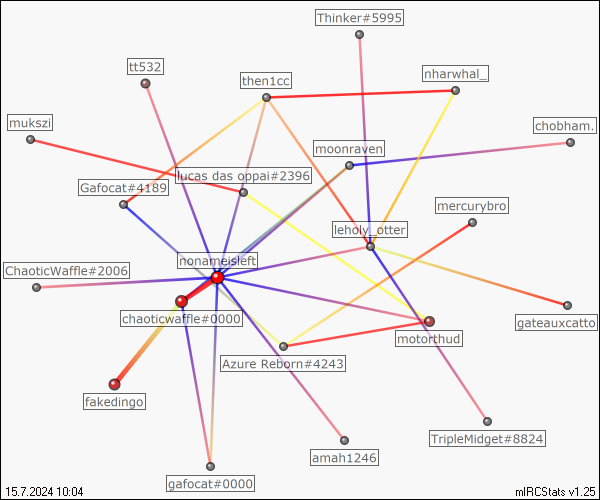 Thinker#5995
tt532
then1cc
nharwhal_
mukszi
chobham.
moonraven
lucas das oppai#2396
Gafocat#4189
mercurybro
leholy_otter
nonameisleft
ChaoticWaffle#2006
chaoticwaffle#0000
gateauxcatto
motorthud
Azure Reborn#4243
fakedingo
TripleMidget#8824
amah1246
gafocat#0000
15.7.2024 10:04
mIRCStats v1.25